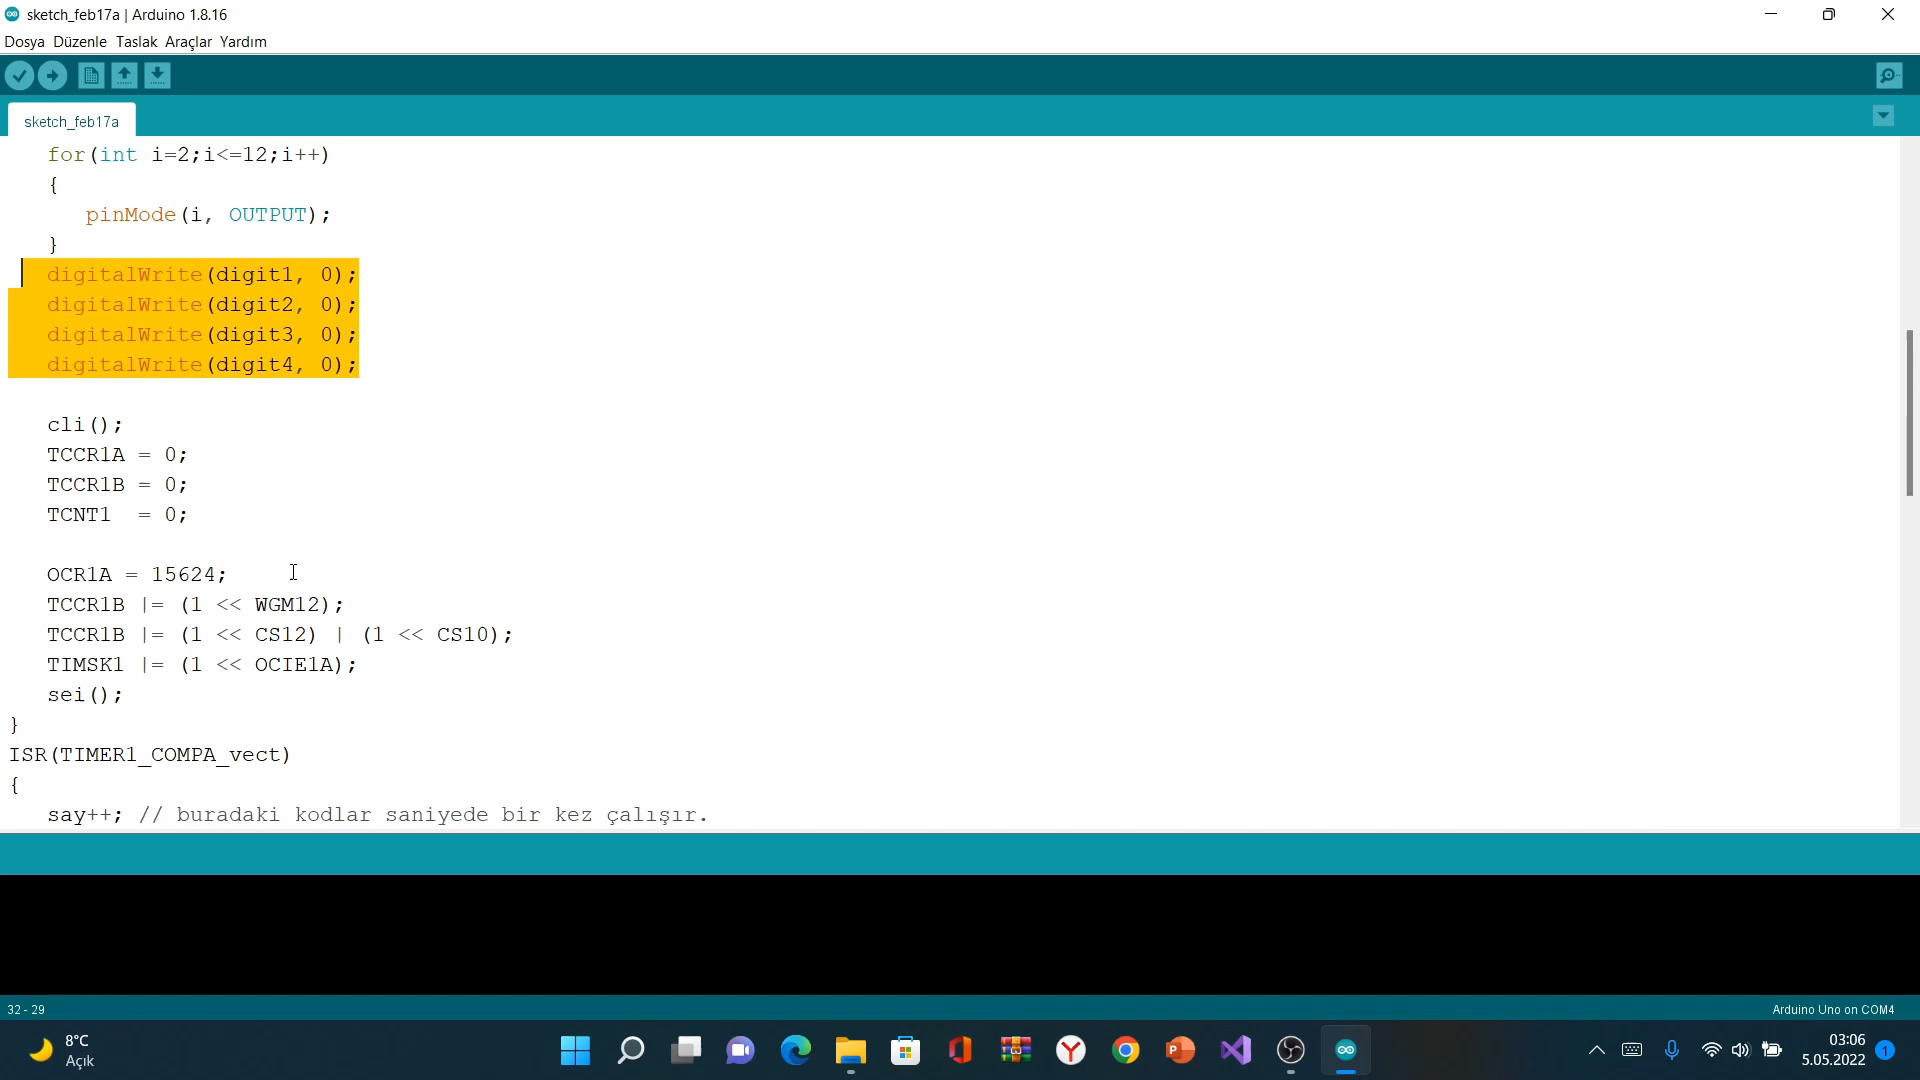 sketch_feb17a | Arduino 1.8.16
Dosya Düzenle Taslak Araçlar Yardım
sketch_feb17a
for(int i=2;i<=12;i++)
{
pinMode(i, OUTPUT);
}
digitalWrite(digit1, 0);
digitalWrite(digit2, 0);
digitalWrite(digit3, 0);
digitalWrite(digit4, 0);
cli();
TCCR1A = 0;
TCCR1B = 0;
TCNT1 = 0;
OCR1A = 15624;
TCCR1B |= (1 << WGM12);
TCCR1B |= (1 << CS12) | (1 << CS10);
TIMSK1 |= (1 << OCIE1A);
sei();
}
ISR(TIMER1_COMPA_vect)
{
say++; // buradaki kodlar saniyede bir kez çalışır.
32 - 29
Arduino Uno on COM4
8°C
Açık
03:06
5.05.2022
1